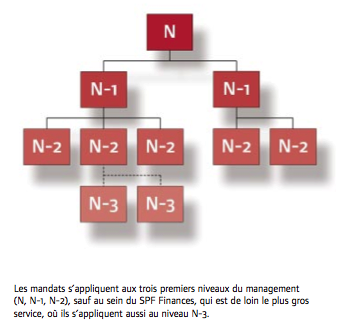 N
N-1 N-1
N-2 N-2 N-2 N-2 N-2
N-3 N-3
Les mandats s'appliquent aux trois premiers niveaux du management
(N, N-1, N-2), sauf au sein du SPF Finances, qui est de loin le plus gros
service, où ils s'appliquent aussi au niveau N-3.